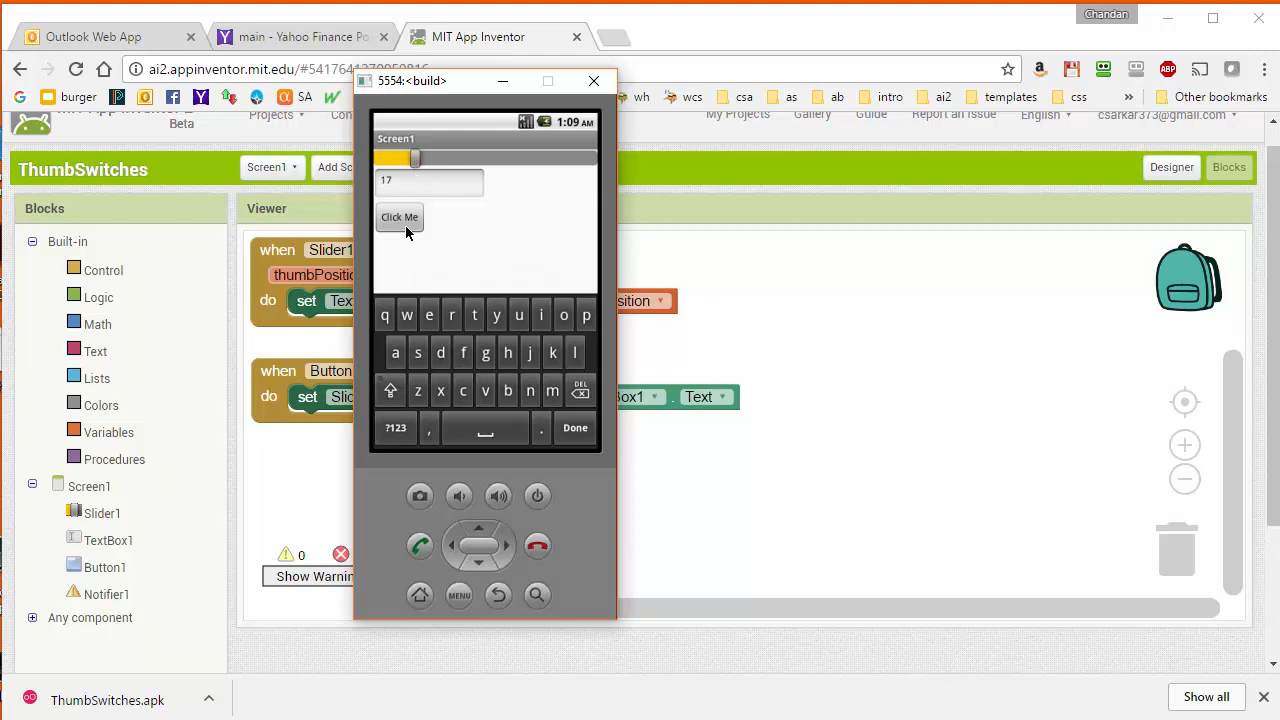 Chandan
Outlook Web App
main - Yahoo Finance Po
MIT App Inventor
ai2.appinventor.mit.edu/#5417641
burger
SA
wh
wcs
csa
as
intro
ai2
templates
css
Other bookmarks
Beta
Projects
My Projects
Gallery
Guide
Report an Issue
English
csarkar373@gmail.com
ThumbSwitches
Screen1
Add Sc
Designer
Blocks
Blocks
Viewer
Built-in
Control
Logic
Math
Text
Lists
Colors
Variables
Procedures
Screen1
Slider1
TextBox1
Button1
Notifier1
Any component
when Slider1
thumbPositio
do set Tex
sition
when Button
do set Slid
Box1 . Text
0
Show Warnin
5554:<build>
1:09 AM
Screen1
17
Click Me
q w e r t y u i o p
a s d f g h j k l
z x c v b n m DEL
?123 , . Done
MENU
ThumbSwitches.apk
Show all